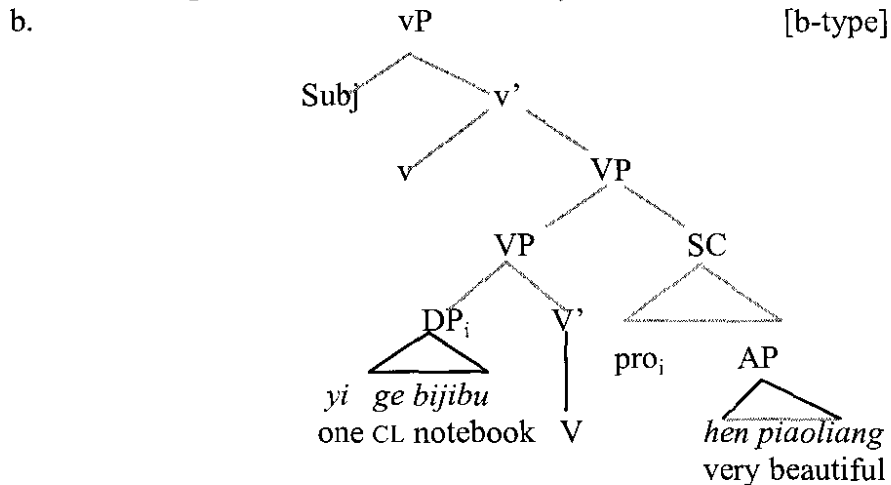 b. vP [b-type]
Subj v’
v VP
VP SC
DPi V’
proi AP
yi ge bijibu hen piaoliang
one CL notebook V very beautiful